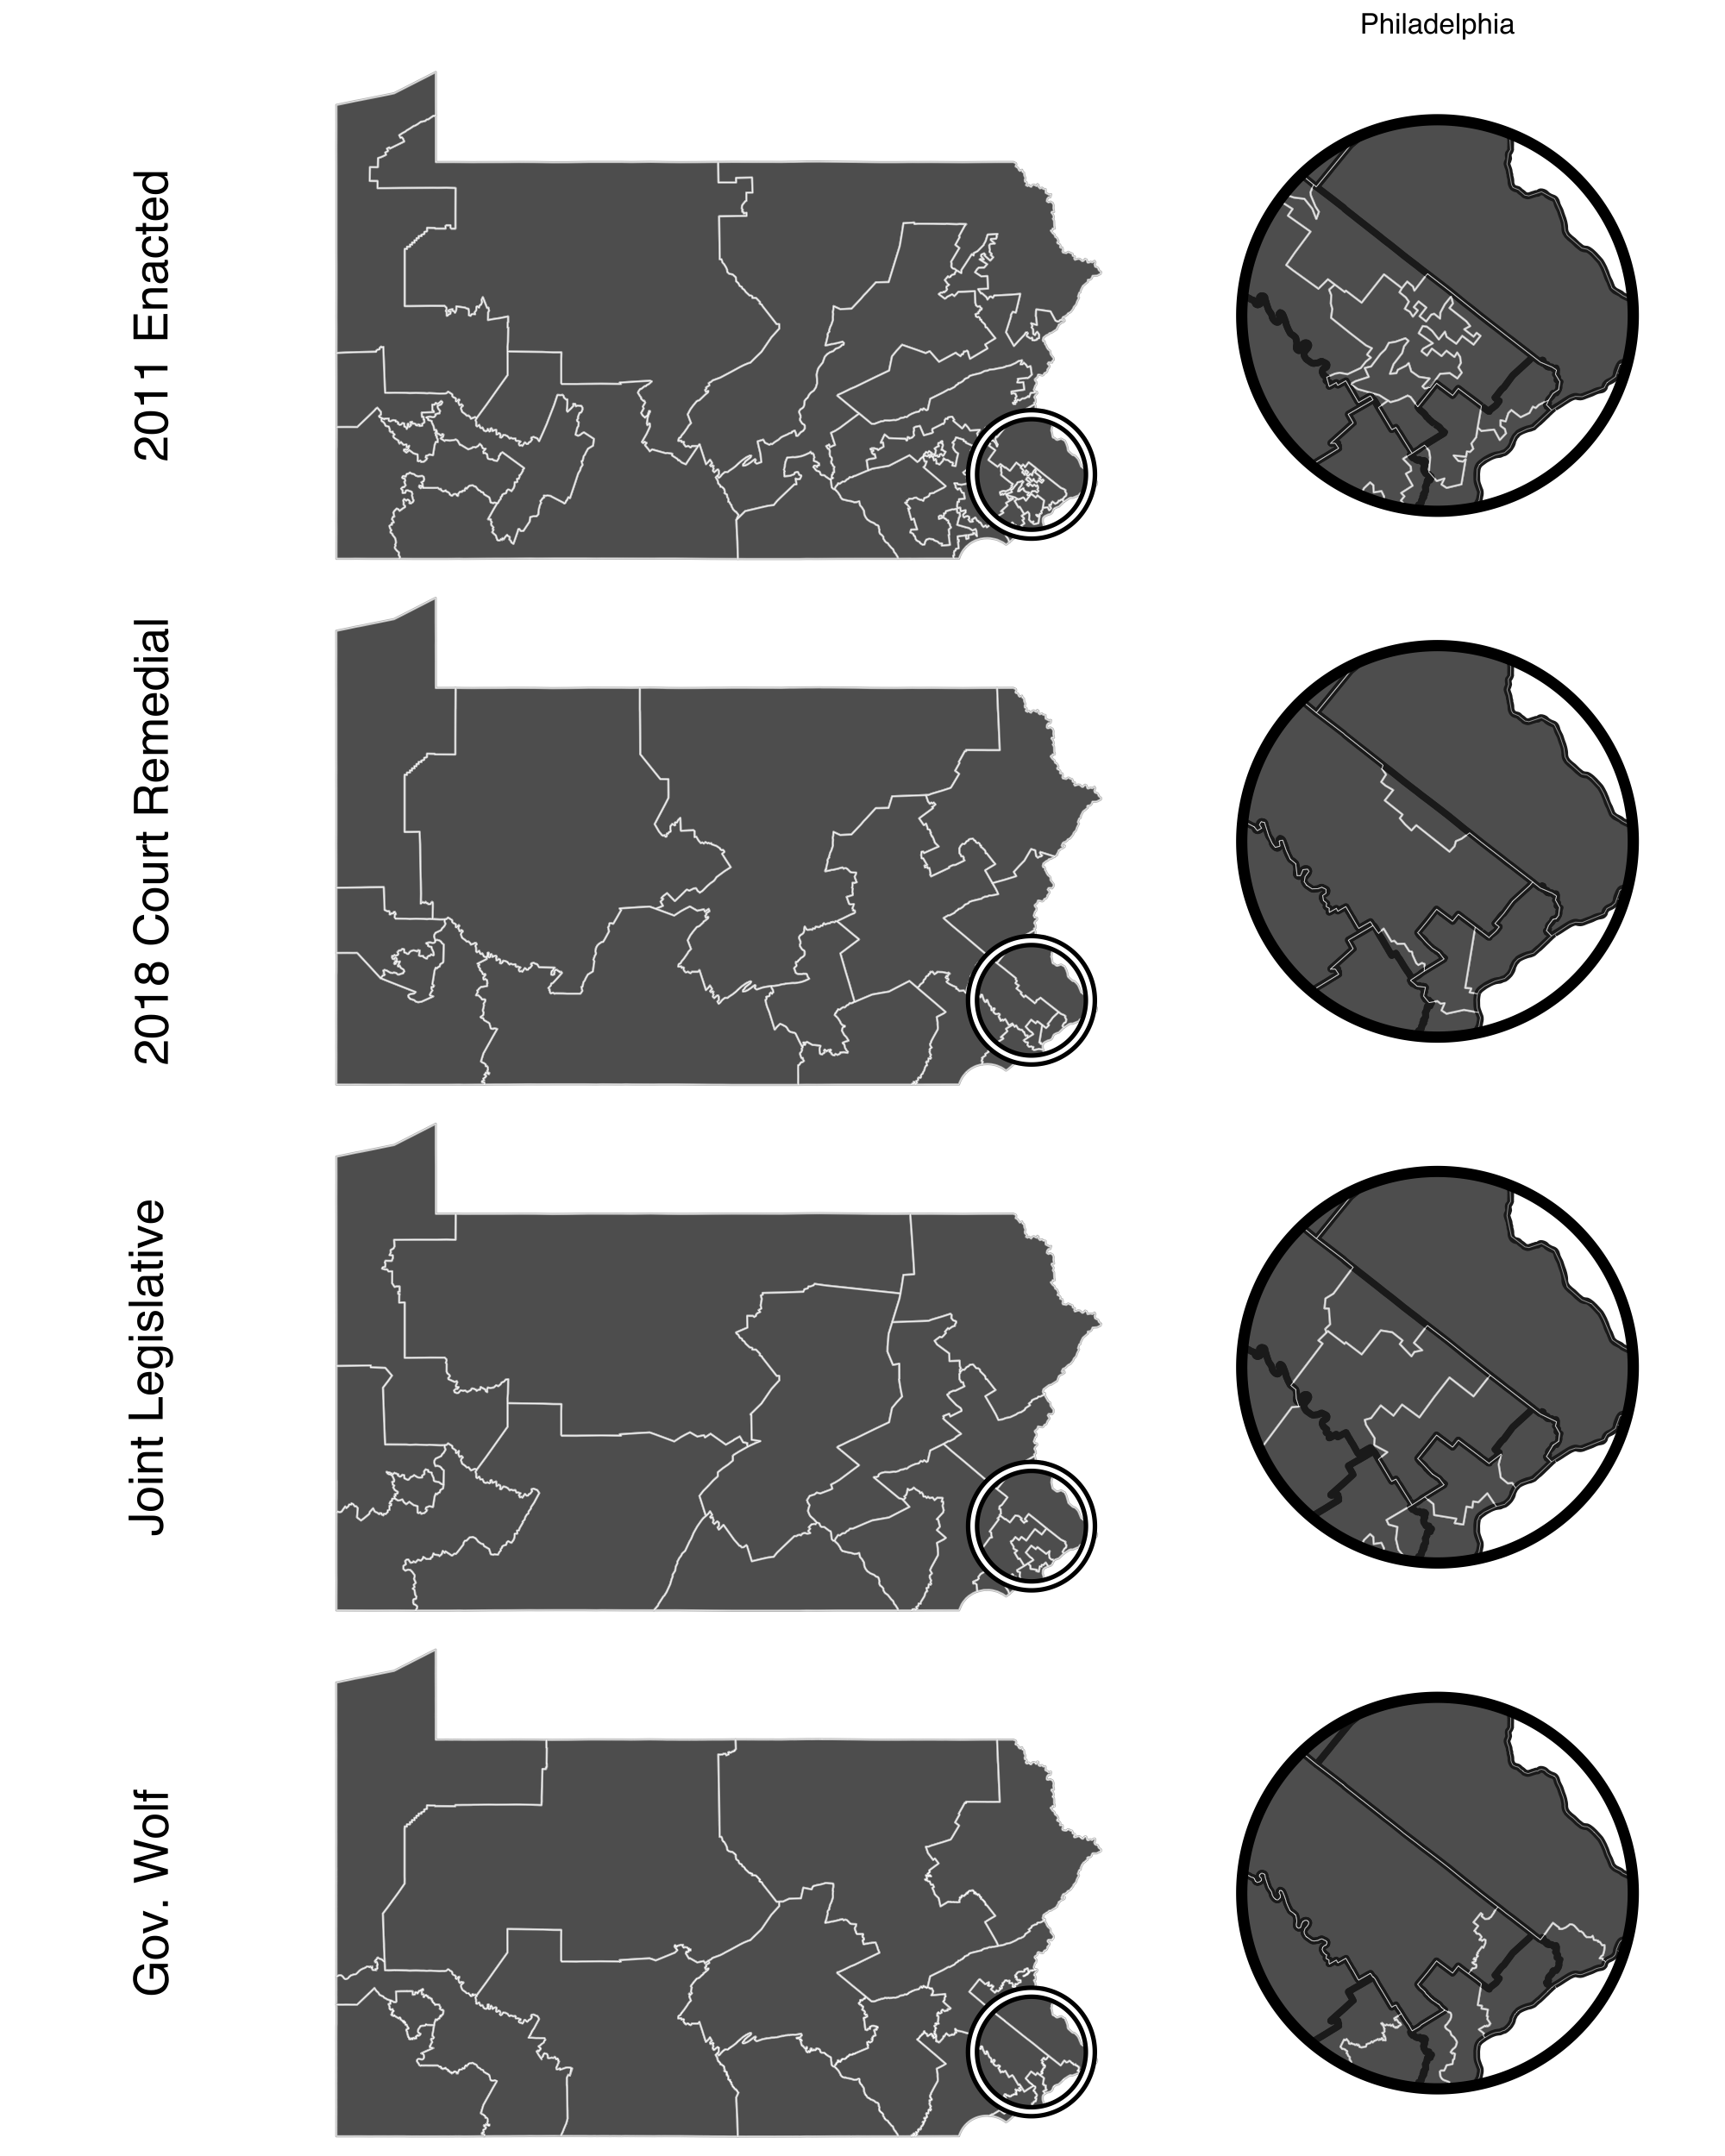 Philadelphia
2011 Enacted
2018 Court Remedial
Joint Legislative
Gov. Wolf